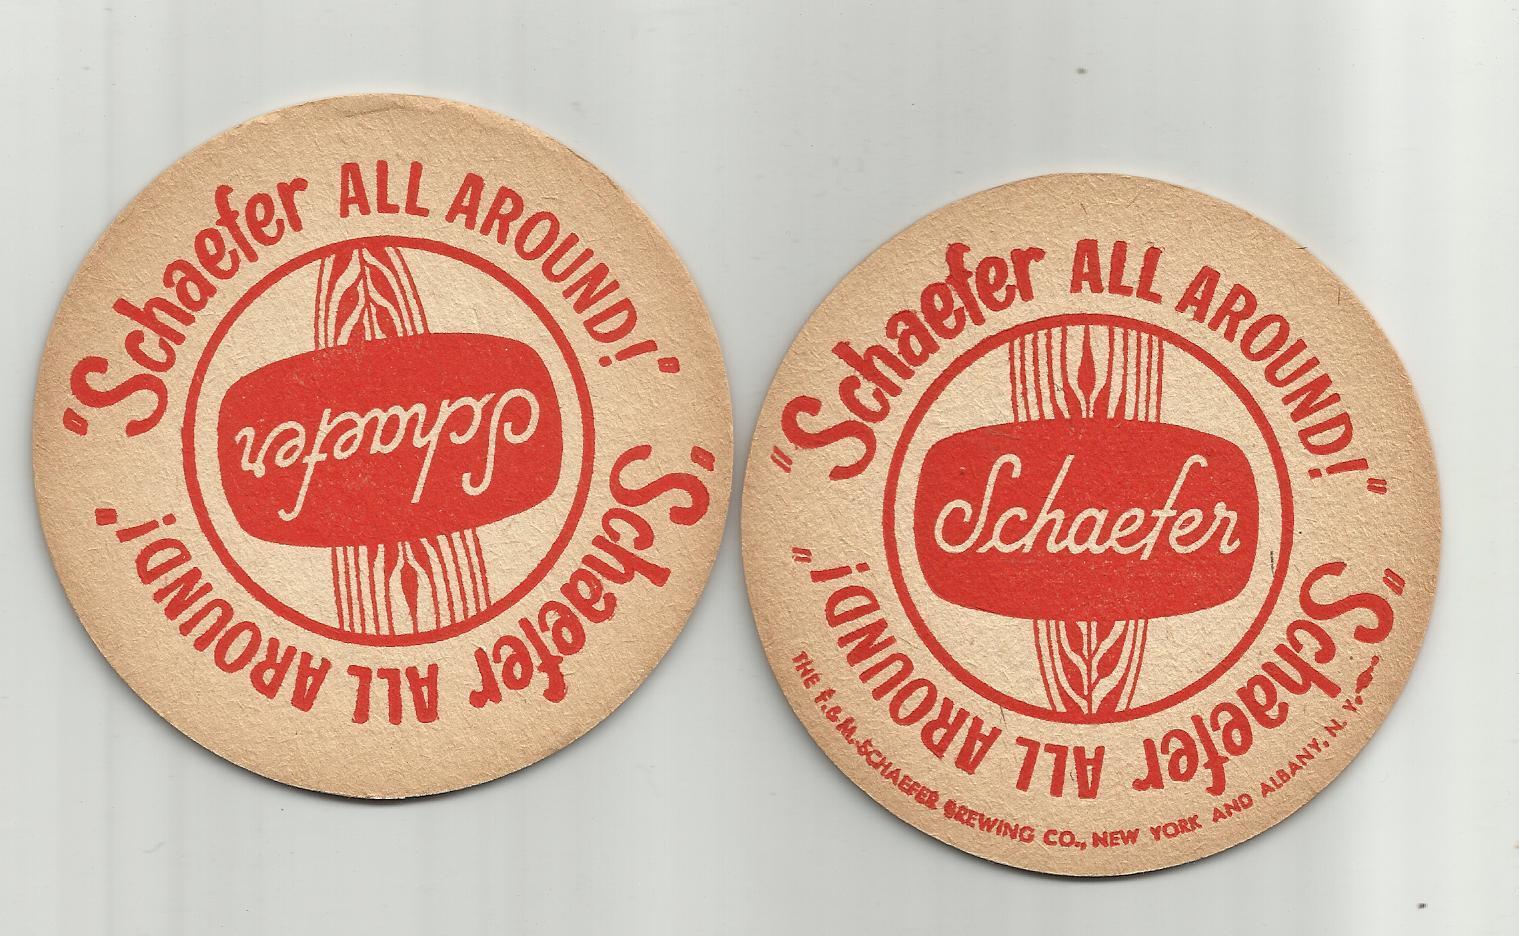 "Schaefer ALL AROUND!"
Schaefer
"Schaefer ALL AROUND!"
"Schaefer ALL AROUND!"
Schaefer
"Schaefer ALL AROUND!"
THE F. & M. SCHAEFER BREWING CO., NEW YORK AND ALBANY, N. Y.